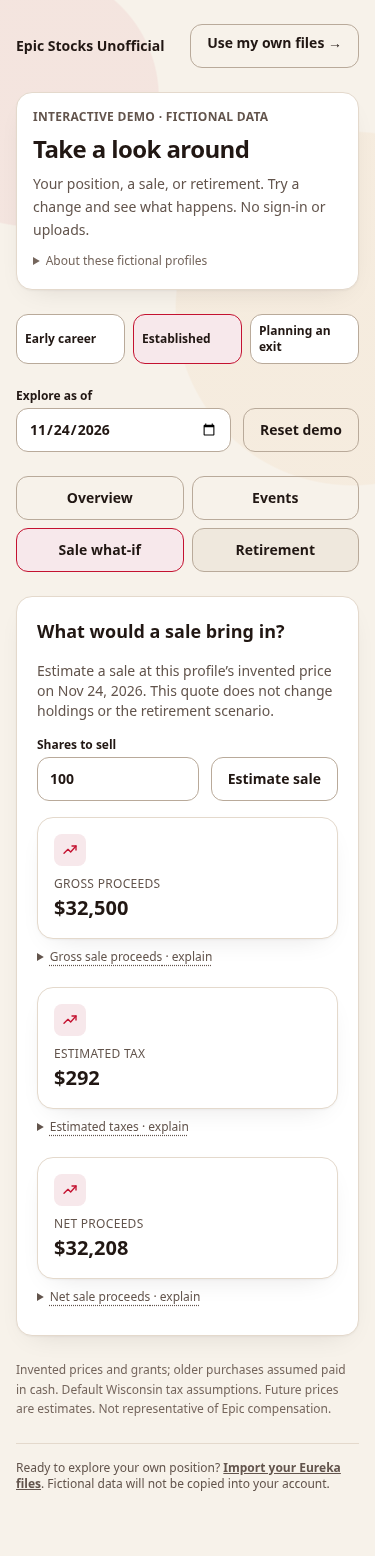 Epic Stocks Unofficial
Use my own files →
INTERACTIVE DEMO · FICTIONAL DATA
Take a look around
Your position, a sale, or retirement. Try a
change and see what happens. No sign-in or
uploads.
About these fictional profiles
Early career
Established
Planning an
exit
Explore as of
11/24/2026
Reset demo
Overview
Events
Sale what-if
Retirement
What would a sale bring in?
Estimate a sale at this profile’s invented price
on Nov 24, 2026. This quote does not change
holdings or the retirement scenario.
Shares to sell
100
Estimate sale
GROSS PROCEEDS
$32,500
Gross sale proceeds · explain
ESTIMATED TAX
$292
Estimated taxes · explain
NET PROCEEDS
$32,208
Net sale proceeds · explain
Invented prices and grants; older purchases assumed paid
in cash. Default Wisconsin tax assumptions. Future prices
are estimates. Not representative of Epic compensation.
Ready to explore your own position? Import your Eureka
files. Fictional data will not be copied into your account.